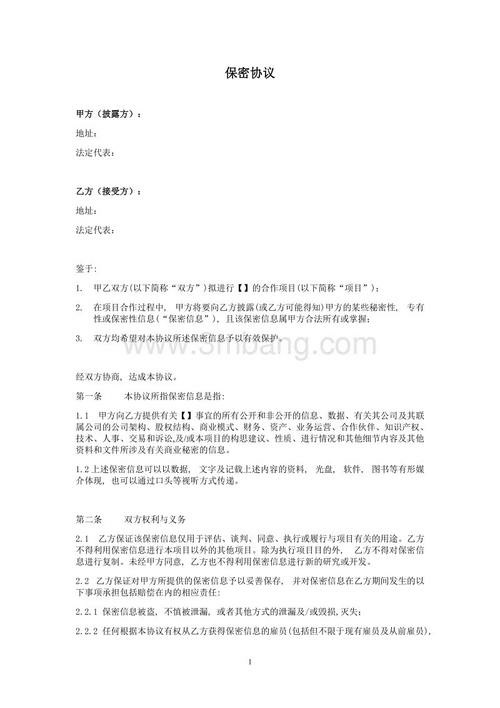 保密协议
甲方（披露方）:
地址:
法定代表:
乙方（接受方）:
地址:
法定代表:
鉴于:
1. 甲乙双方(以下简称“双方”)拟进行【】的合作项目(以下简称“项目”);
2. 在项目合作过程中, 甲方将要向乙方披露(或乙方可能得知)甲方的某些秘密性, 专有
性或保密性信息(“保密信息”), 且该保密信息属甲方合法所有或掌握;
3. 双方均希望对本协议所述保密信息予以有效保护。
www.3mbang.com
经双方协商, 达成本协议。
第一条 本协议所指保密信息是指:
1.1 甲方向乙方提供有关【】事宜的所有公开和非公开的信息、数据、有关其公司及其联
属公司的公司架构、股权结构、商业模式、财务、资产、业务运营、合作伙伴、知识产权、
技术、人事、交易和诉讼,及/或本项目的构思建议、性质、进行情况和其他细节内容及其他
资料和文件所涉及有关商业秘密的信息。
1.2上述保密信息可以以数据, 文字及记载上述内容的资料, 光盘, 软件, 图书等有形媒
介体现, 也可以通过口头等视听方式传递。
第二条 双方权利与义务
2.1 乙方保证该保密信息仅用于评估、谈判、同意、执行或履行与项目有关的用途。乙方
不得利用保密信息进行本项目以外的其他项目。除为执行项目目的外, 乙方不得对保密信
息进行复制。未经甲方同意, 乙方也不得利用保密信息进行新的研究或开发。
2.2 乙方保证对甲方所提供的保密信息予以妥善保存, 并对保密信息在乙方期间发生的以
下事项承担包括赔偿在内的相应责任:
2.2.1 保密信息被盗, 不慎被泄漏, 或者其他方式的泄漏及/或毁损,灭失;
2.2.2 任何根据本协议有权从乙方获得保密信息的雇员(包括但不限于现有雇员及从前雇员),
1